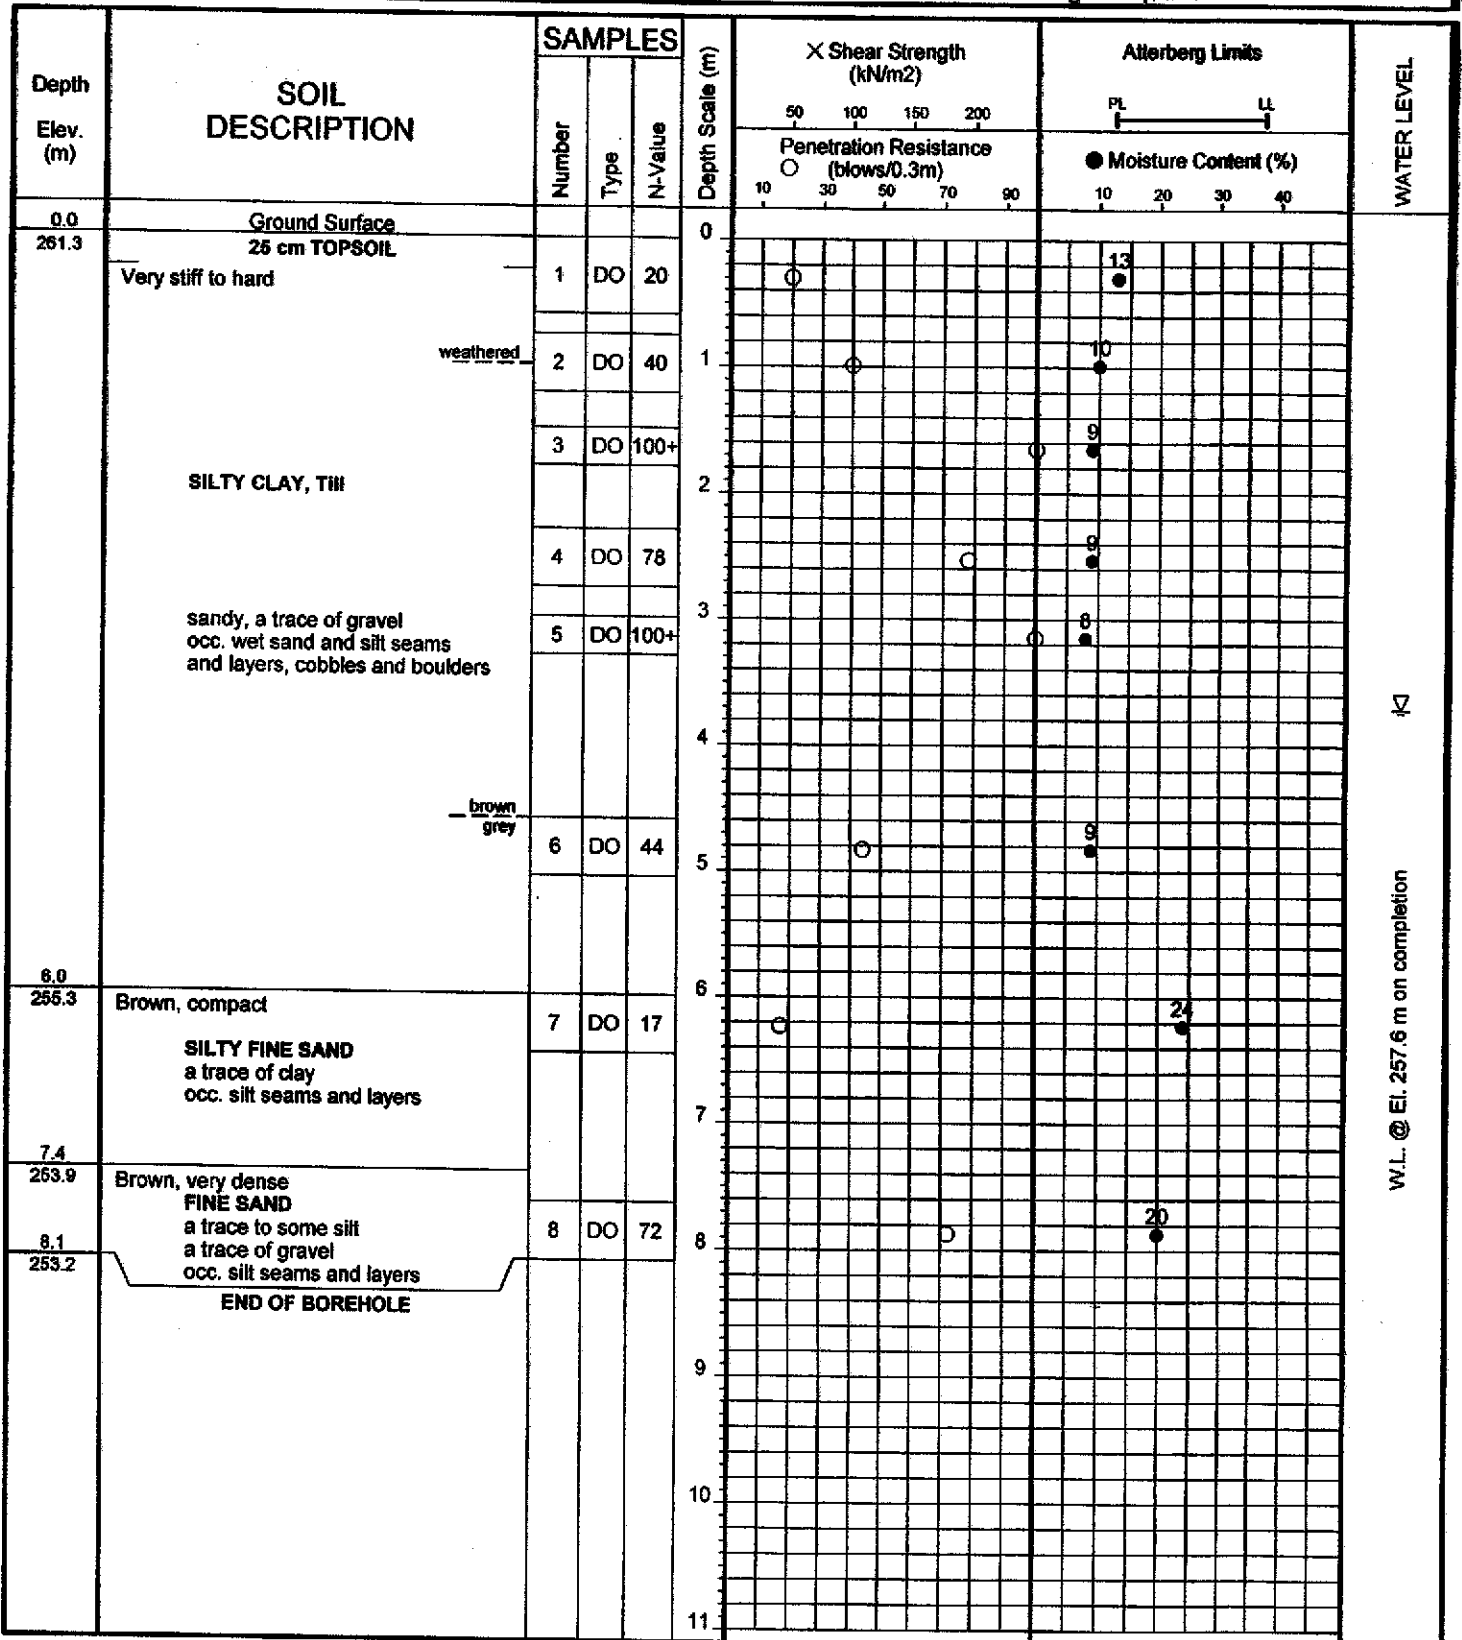 SAMPLES
Depth
Elev.
(m)
SOIL
DESCRIPTION
Number
Type
N-Value
Depth Scale (m)
X Shear Strength
(kN/m2)
50 100 150 200
Penetration Resistance
(blows/0.3m)
10 30 50 70 90
Atterberg Limits
PL LL
Moisture Content (%)
10 20 30 40
WATER LEVEL
0.0
261.3
Ground Surface
25 cm TOPSOIL
0
Very stiff to hard
1 DO 20
13
weathered
2 DO 40
1
10
3 DO 100+
9
SILTY CLAY, Till
2
4 DO 78
9
sandy, a trace of gravel
occ. wet sand and silt seams
and layers, cobbles and boulders
3
5 DO 100+
8
4
brown
grey
6 DO 44
9
5
6.0
255.3
Brown, compact
6
7 DO 17
24
SILTY FINE SAND
a trace of clay
occ. silt seams and layers
7
7.4
253.9
Brown, very dense
FINE SAND
a trace to some silt
a trace of gravel
occ. silt seams and layers
8 DO 72
20
8
8.1
253.2
END OF BOREHOLE
9
10
11
W.L. @ El. 257.6 m on completion